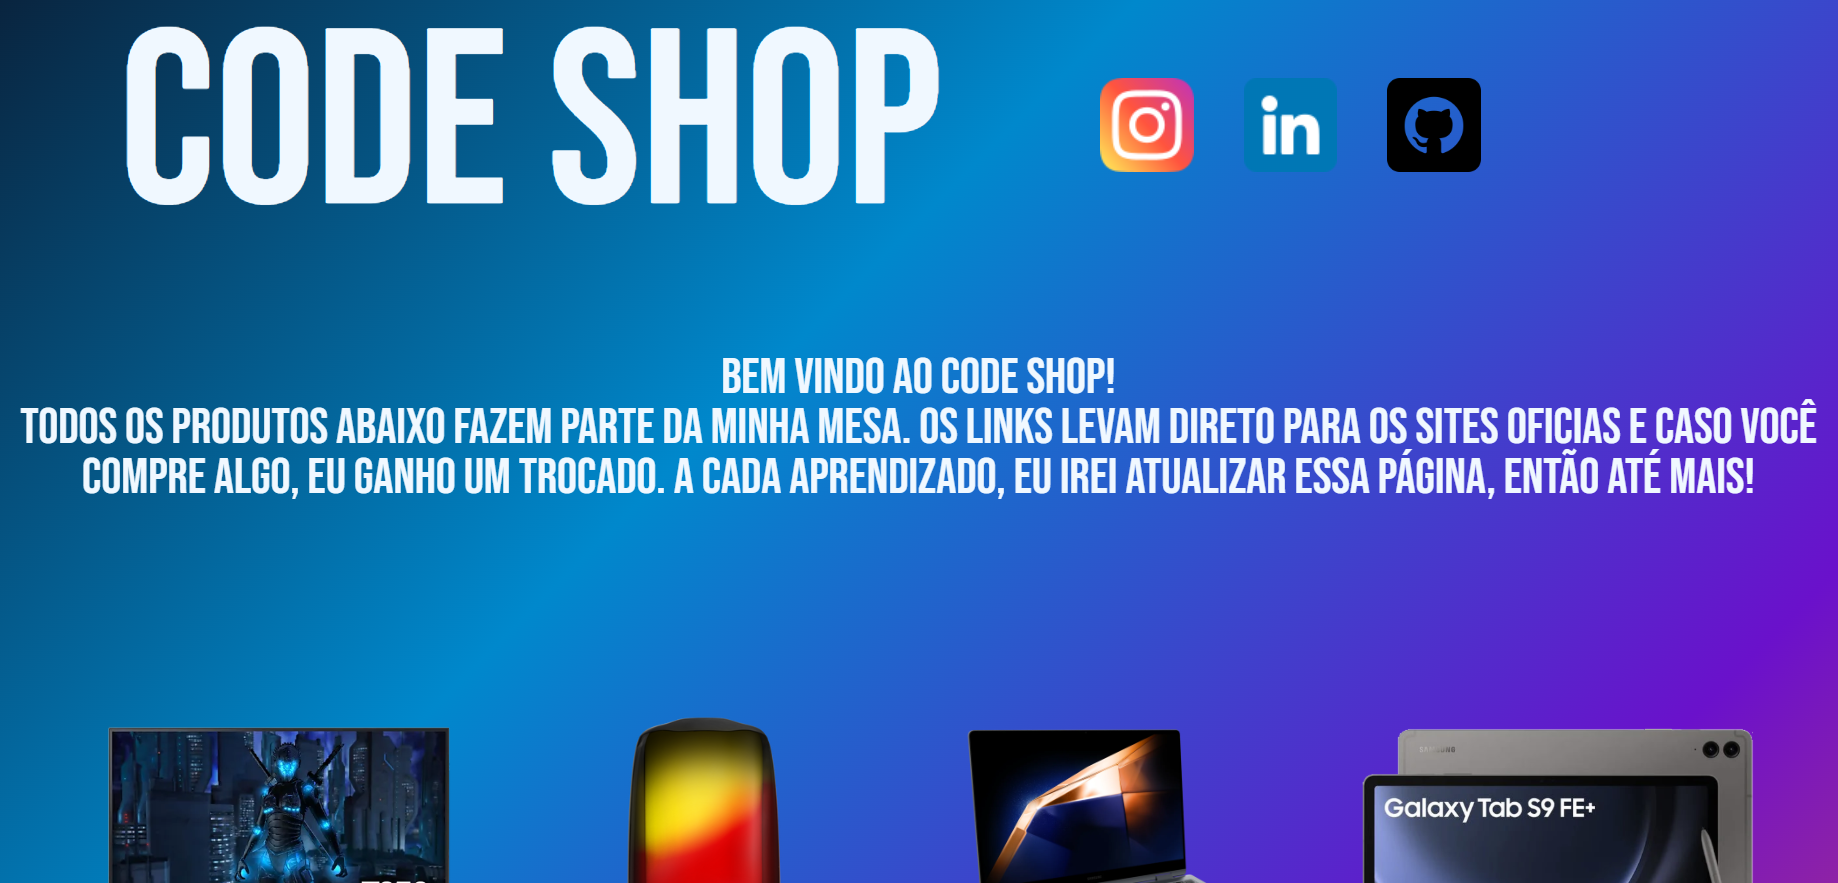 CODE SHOP
in
BEM VINDO AO CODE SHOP!
TODOS OS PRODUTOS ABAIXO FAZEM PARTE DA MINHA MESA. OS LINKS LEVAM DIRETO PARA OS SITES OFICIAS E CASO VOCÊ
COMPRE ALGO, EU GANHO UM TROCADO. A CADA APRENDIZADO, EU IREI ATUALIZAR ESSA PÁGINA, ENTÃO ATÉ MAIS!
SAMSUNG
Galaxy Tab S9 FE+